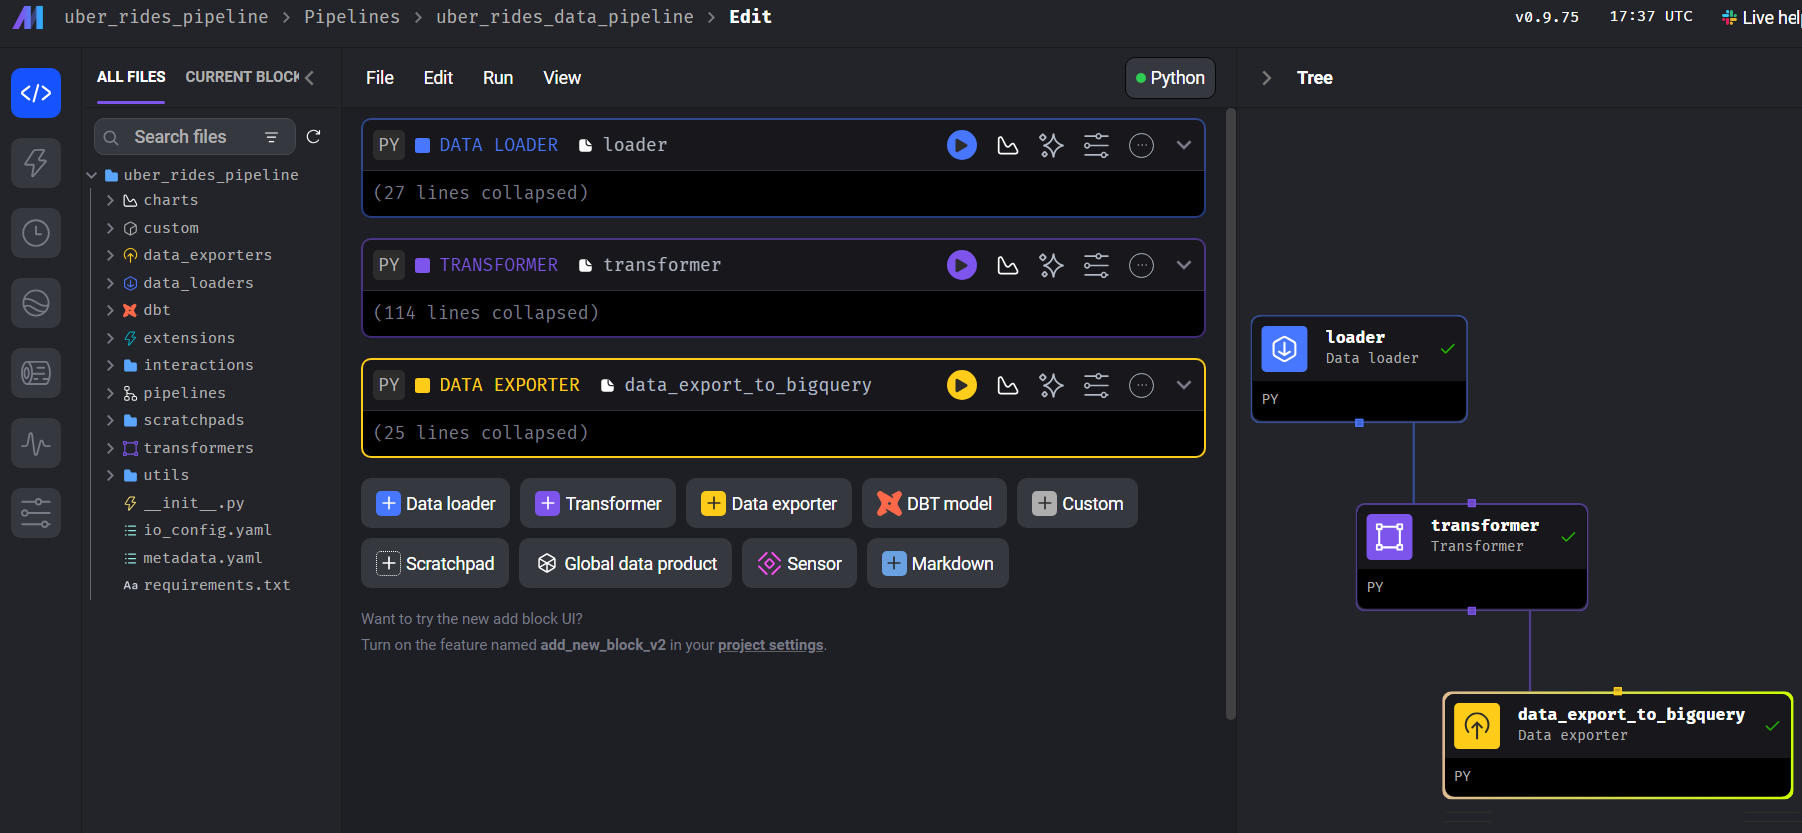 uber_rides_pipeline > Pipelines > uber_rides_data_pipeline > Edit
v0.9.75 17:37 UTC Live hel
ALL FILES CURRENT BLOCK
File Edit Run View
Python
Tree
Search files
uber_rides_pipeline
charts
custom
data_exporters
data_loaders
dbt
extensions
interactions
pipelines
scratchpads
transformers
utils
__init__.py
io_config.yaml
metadata.yaml
Aa requirements.txt
PY DATA LOADER loader
(27 lines collapsed)
PY TRANSFORMER transformer
(114 lines collapsed)
PY DATA EXPORTER data_export_to_bigquery
(25 lines collapsed)
Data loader Transformer Data exporter DBT model Custom
Scratchpad Global data product Sensor Markdown
Want to try the new add block UI?
Turn on the feature named add_new_block_v2 in your project settings.
loader
Data loader
PY
transformer
Transformer
PY
data_export_to_bigquery
Data exporter
PY